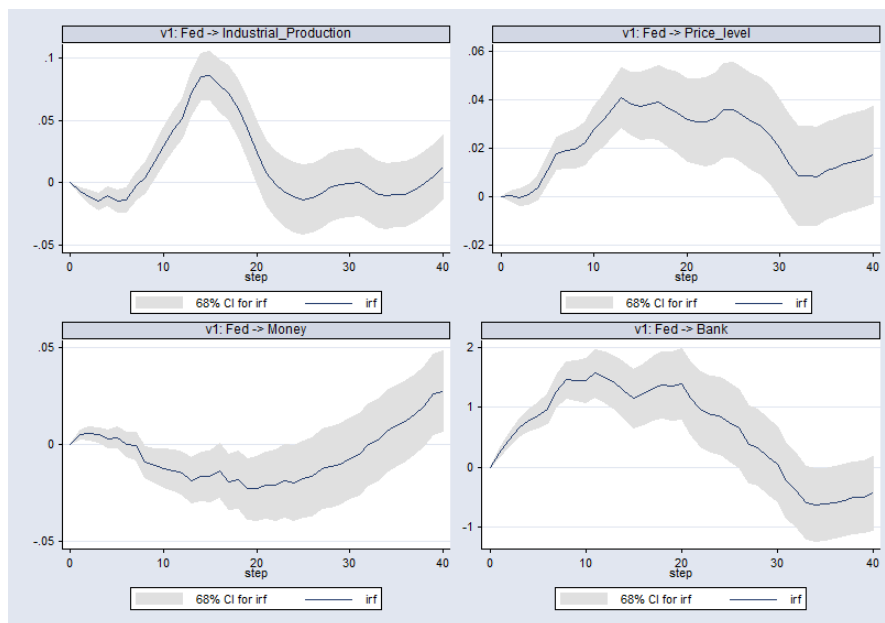 v1: Fed -> Industrial_Production
.1
.05
0
-.05
0 10 20 30 40
step
68% CI for irf irf
v1: Fed -> Price_level
.06
.04
.02
0
-.02
0 10 20 30 40
step
68% CI for irf irf
v1: Fed -> Money
.05
0
-.05
0 10 20 30 40
step
68% CI for irf irf
v1: Fed -> Bank
2
1
0
-1
0 10 20 30 40
step
68% CI for irf irf